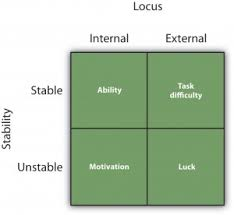 Locus
Internal External
Stability
Stable
Ability
Task
difficulty
Unstable
Motivation
Luck